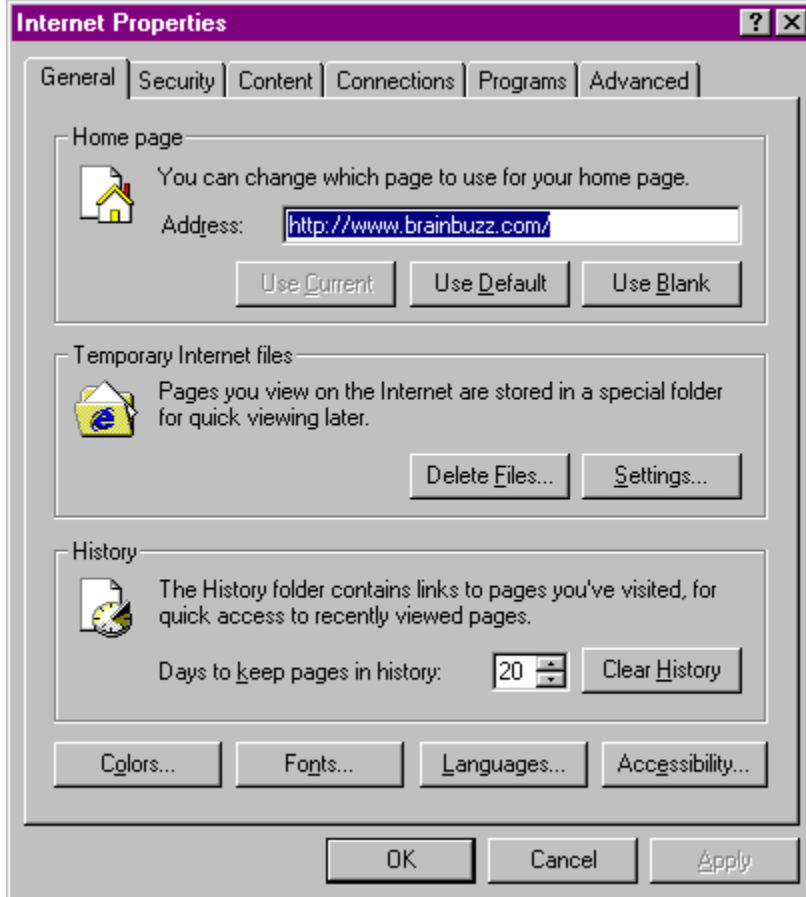 Internet Properties
General Security Content Connections Programs Advanced
Home page
You can change which page to use for your home page.
Address: http://www.brainbuzz.com/
Use Current Use Default Use Blank
Temporary Internet files
Pages you view on the Internet are stored in a special folder
for quick viewing later.
Delete Files... Settings...
History
The History folder contains links to pages you've visited, for
quick access to recently viewed pages.
Days to keep pages in history: 20 Clear History
Colors... Fonts... Languages... Accessibility...
OK Cancel Apply